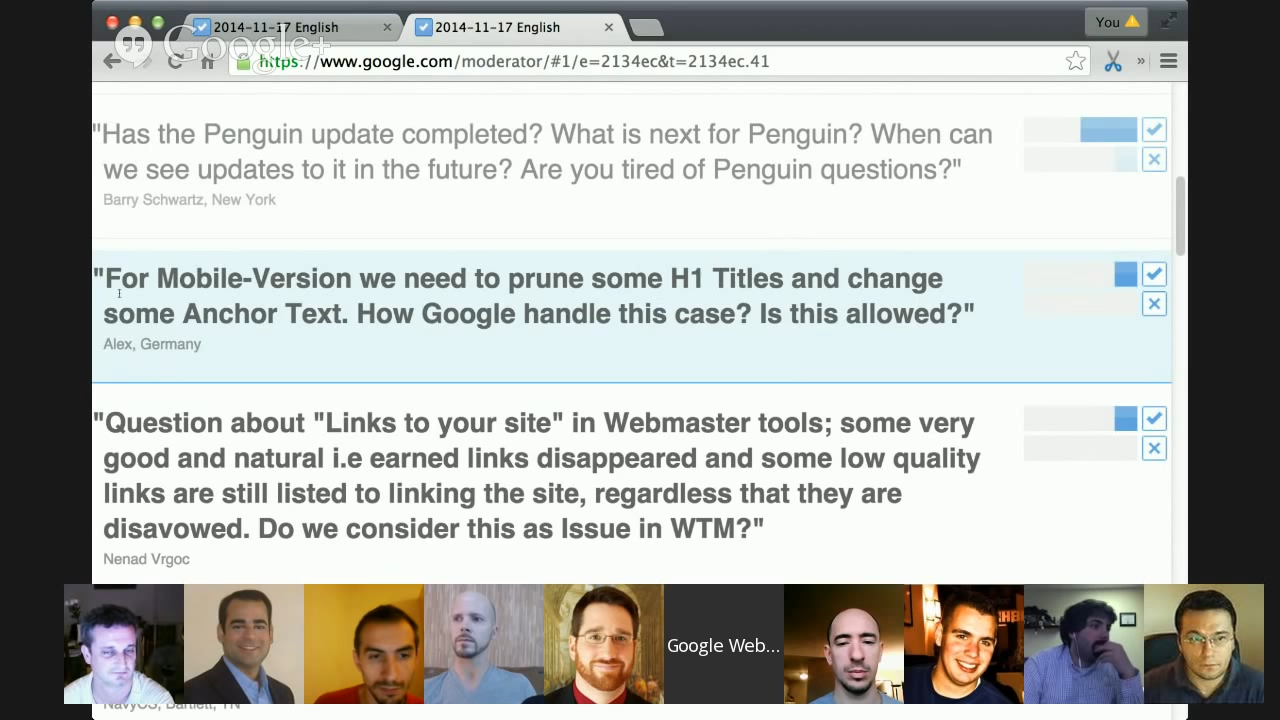 2014-11-17 English
2014-11-17 English
You
Google+
https://www.google.com/moderator/#1/e=2134ec&t=2134ec.41
"Has the Penguin update completed? What is next for Penguin? When can
we see updates to it in the future? Are you tired of Penguin questions?"
Barry Schwartz, New York
"For Mobile-Version we need to prune some H1 Titles and change
some Anchor Text. How Google handle this case? Is this allowed?"
Alex, Germany
"Question about "Links to your site" in Webmaster tools; some very
good and natural i.e earned links disappeared and some low quality
links are still listed to linking the site, regardless that they are
disavowed. Do we consider this as Issue in WTM?"
Nenad Vrgoc
Google Web...
NavyCS, Bartlett, TN